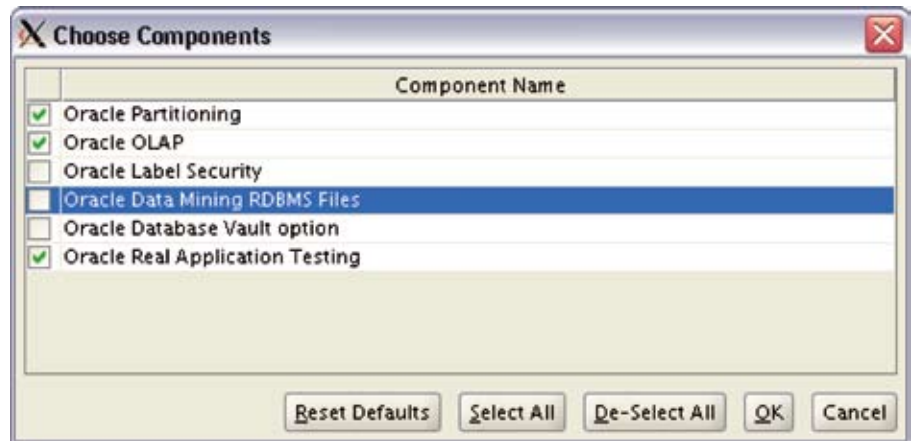 Choose Components
Component Name
Oracle Partitioning
Oracle OLAP
Oracle Label Security
Oracle Data Mining RDBMS Files
Oracle Database Vault option
Oracle Real Application Testing
Reset Defaults
Select All
De-Select All
OK
Cancel